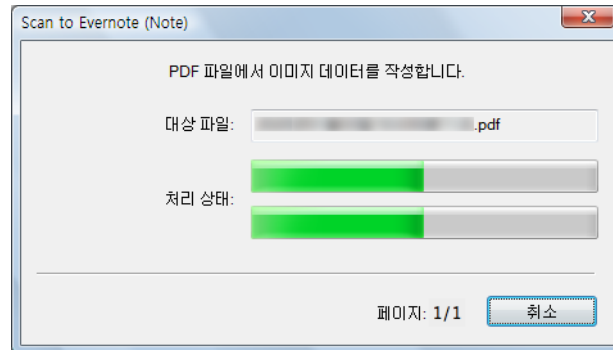 Scan to Evernote (Note)
PDF 파일에서 이미지 데이터를 작성합니다.
대상 파일: .pdf
처리 상태:
페이지: 1/1
취소